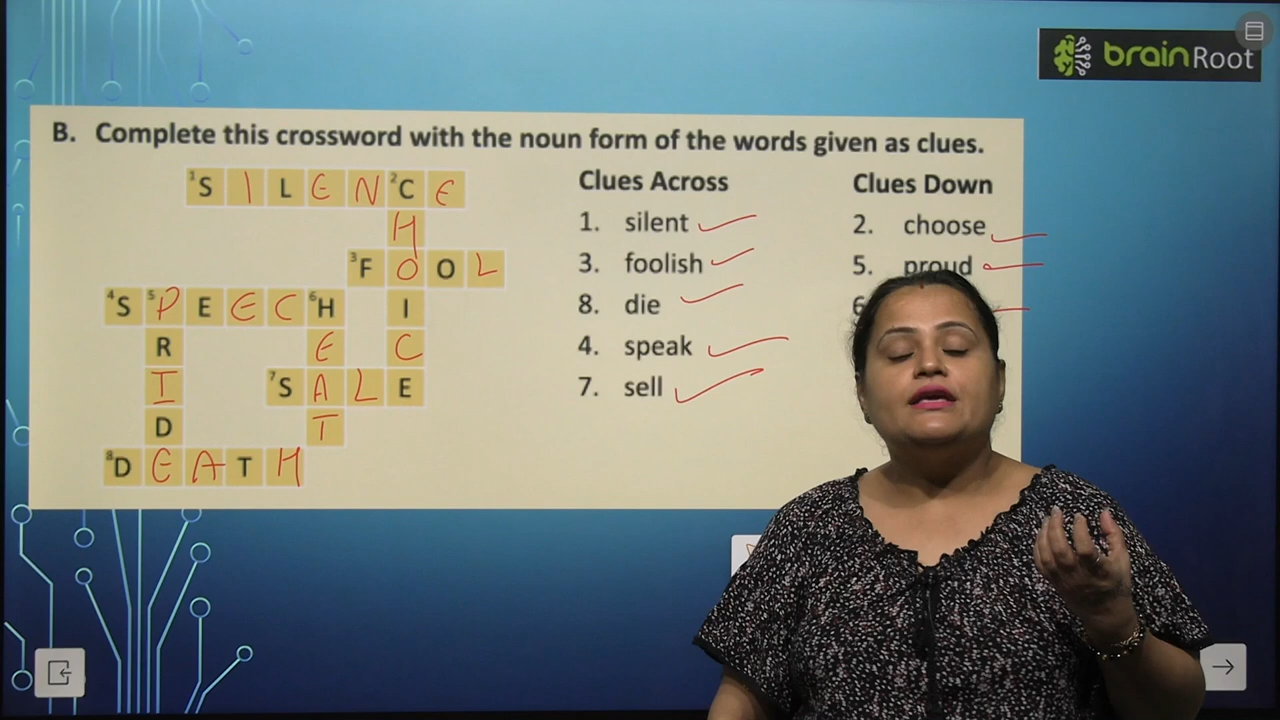 brainRoot
B. Complete this crossword with the noun form of the words given as clues.
1 S I L E N 2 C E
H
3 F O O L
4 S 5 P E E C 6 H I
R E C
I 7 S A L E
D T
8 D E A T H
Clues Across
1. silent
3. foolish
8. die
4. speak
7. sell
Clues Down
2. choose
5. proud
6